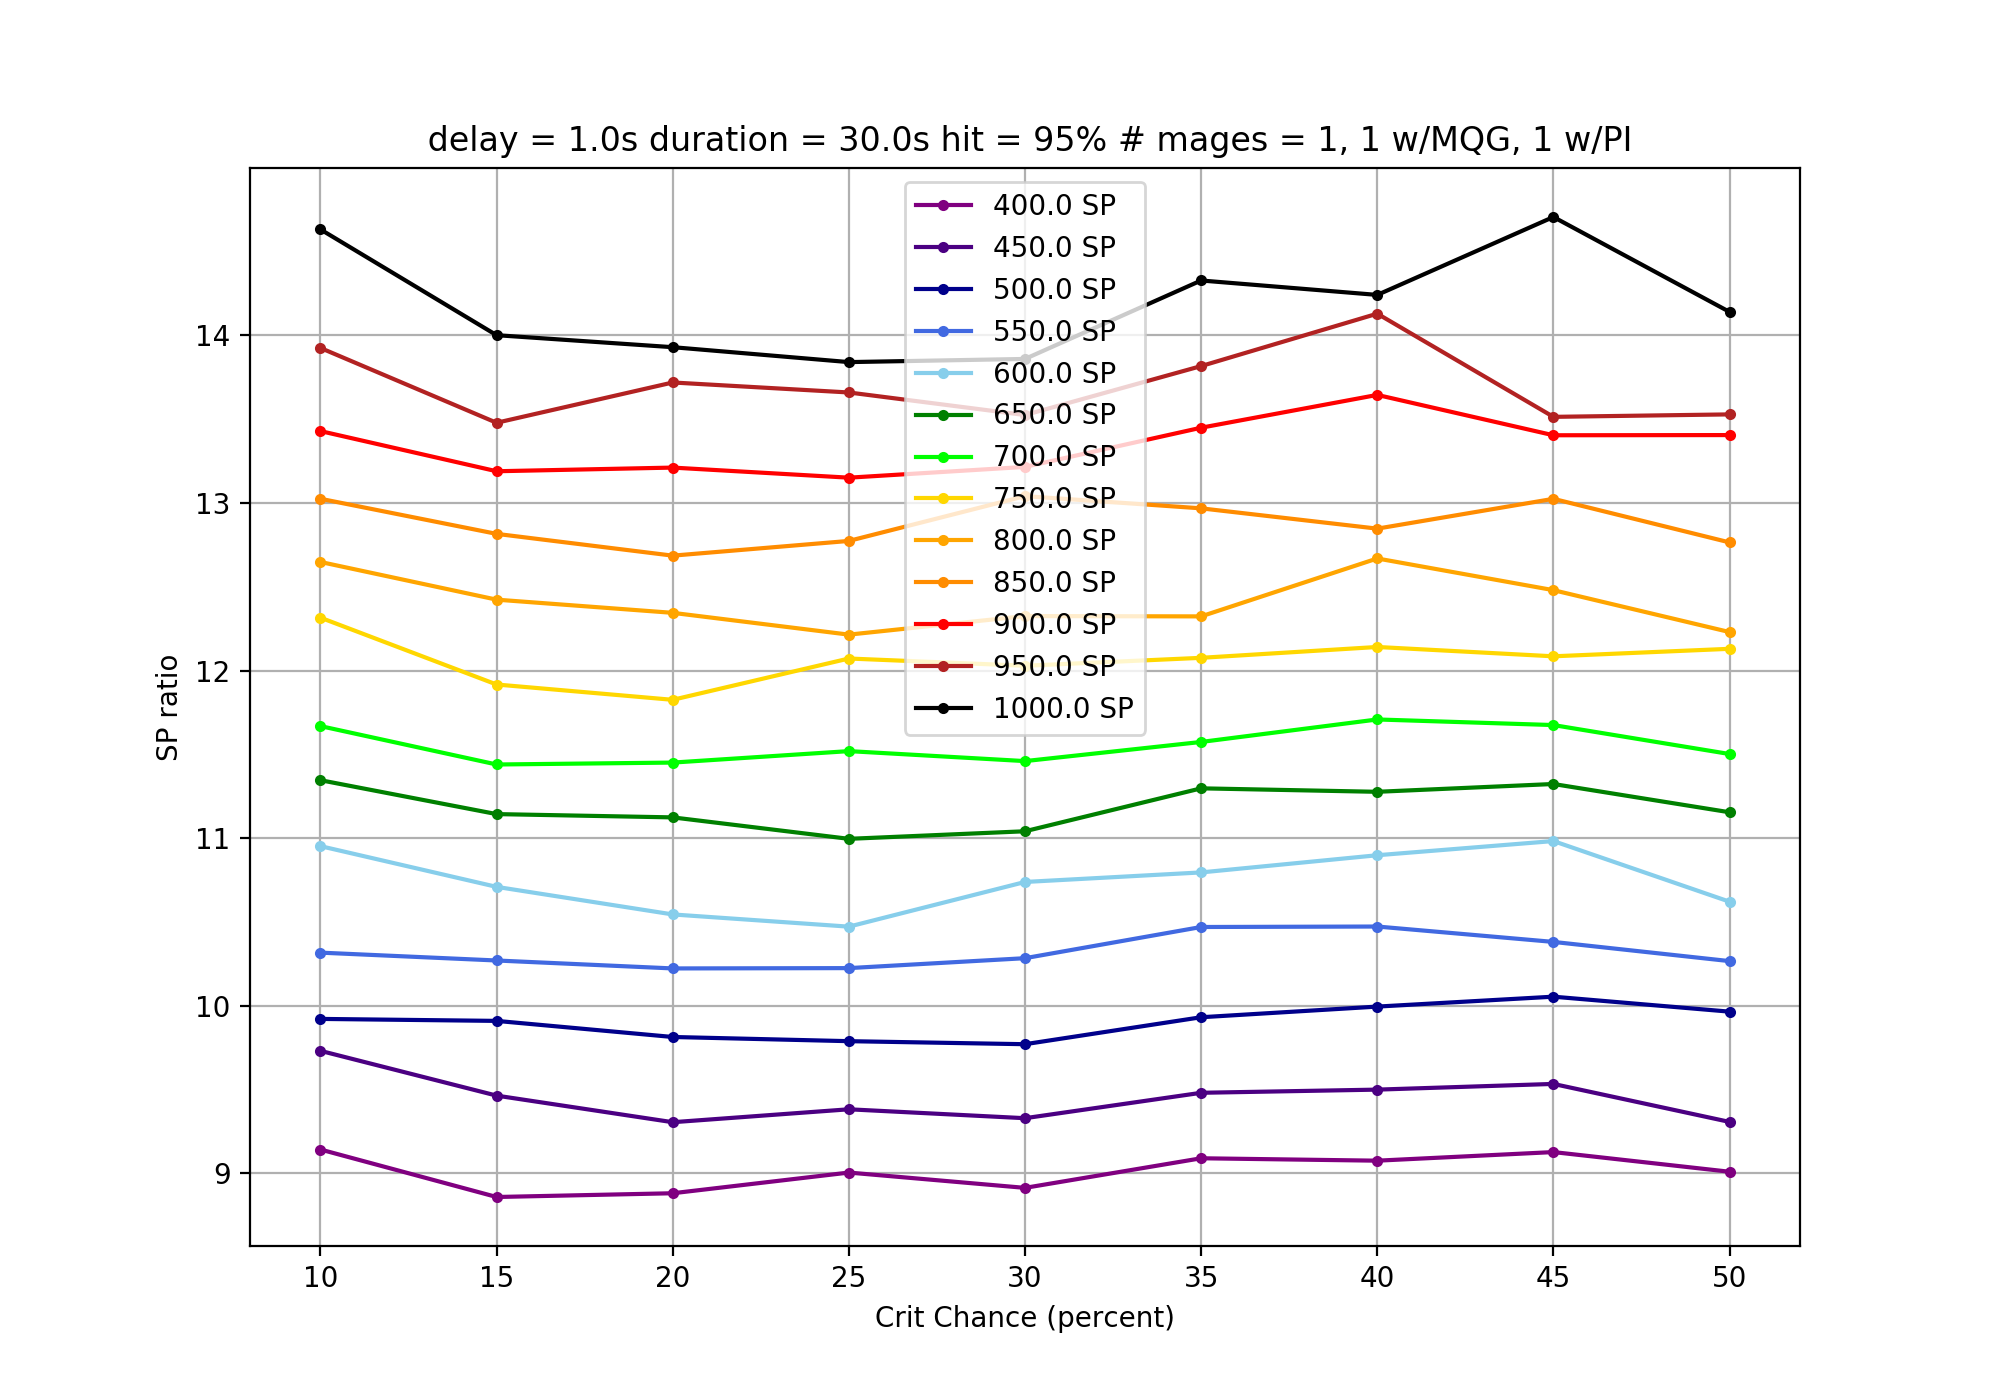 delay = 1.0s duration = 30.0s hit = 95% # mages = 1, 1 w/MQG, 1 w/PI
400.0 SP
450.0 SP
500.0 SP
550.0 SP
600.0 SP
650.0 SP
700.0 SP
750.0 SP
800.0 SP
850.0 SP
900.0 SP
950.0 SP
1000.0 SP
14
13
12
11
10
9
SP ratio
10 15 20 25 30 35 40 45 50
Crit Chance (percent)